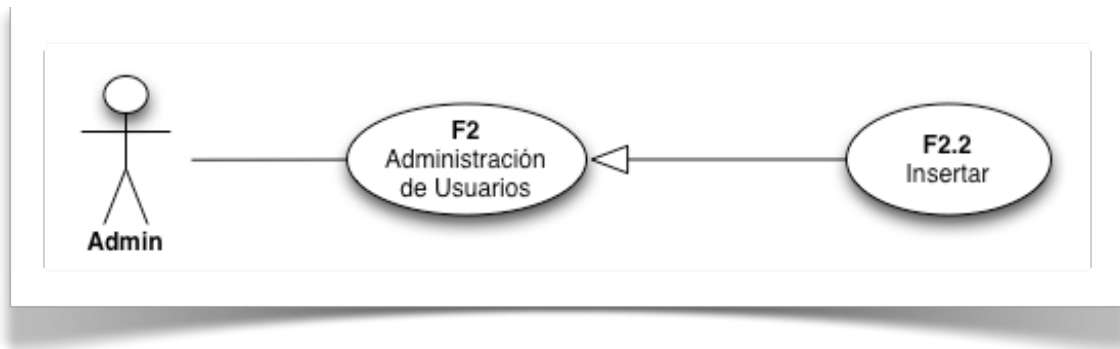 F2
Administración
de Usuarios
F2.2
Insertar
Admin